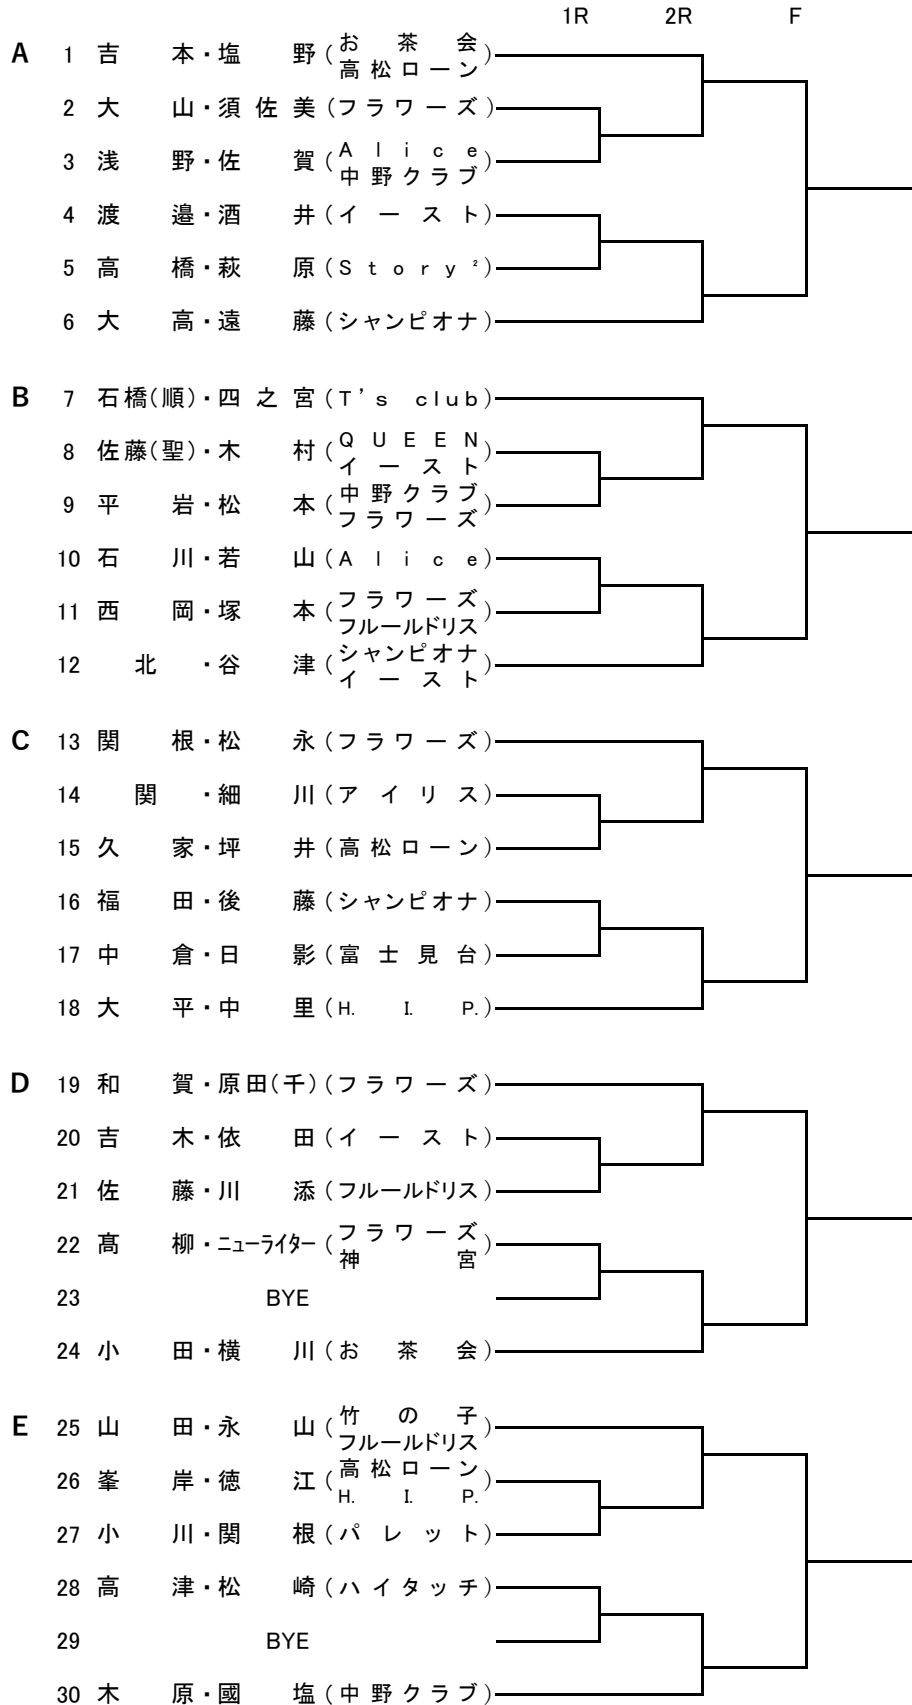 1R 2R F
A 1 吉本・塩野(お茶会 高松ローン)
2 大山・須佐美(フラワーズ)
3 浅野・佐賀(Alice 中野クラブ)
4 渡邉・酒井(イースト)
5 高橋・萩原(Story²)
6 大高・遠藤(シャンピオナ)
B 7 石橋(順)・四之宮(T's club)
8 佐藤(聖)・木村(QUEEN イースト)
9 平岩・松本(中野クラブ フラワーズ)
10 石川・若山(Alice)
11 西岡・塚本(フラワーズ フルールドリス)
12 北・谷津(シャンピオナ イースト)
C 13 関根・松永(フラワーズ)
14 関・細川(アイリス)
15 久家・坪井(高松ローン)
16 福田・後藤(シャンピオナ)
17 中倉・日影(富士見台)
18 大平・中里(H. I. P.)
D 19 和賀・原田(千)(フラワーズ)
20 吉木・依田(イースト)
21 佐藤・川添(フルールドリス)
22 髙柳・ニューライター(フラワーズ 神宮)
23 BYE
24 小田・横川(お茶会)
E 25 山田・永山(竹の子 フルールドリス)
26 峯岸・徳江(高松ローン H. I. P.)
27 小川・関根(パレット)
28 高津・松崎(ハイタッチ)
29 BYE
30 木原・國塩(中野クラブ)